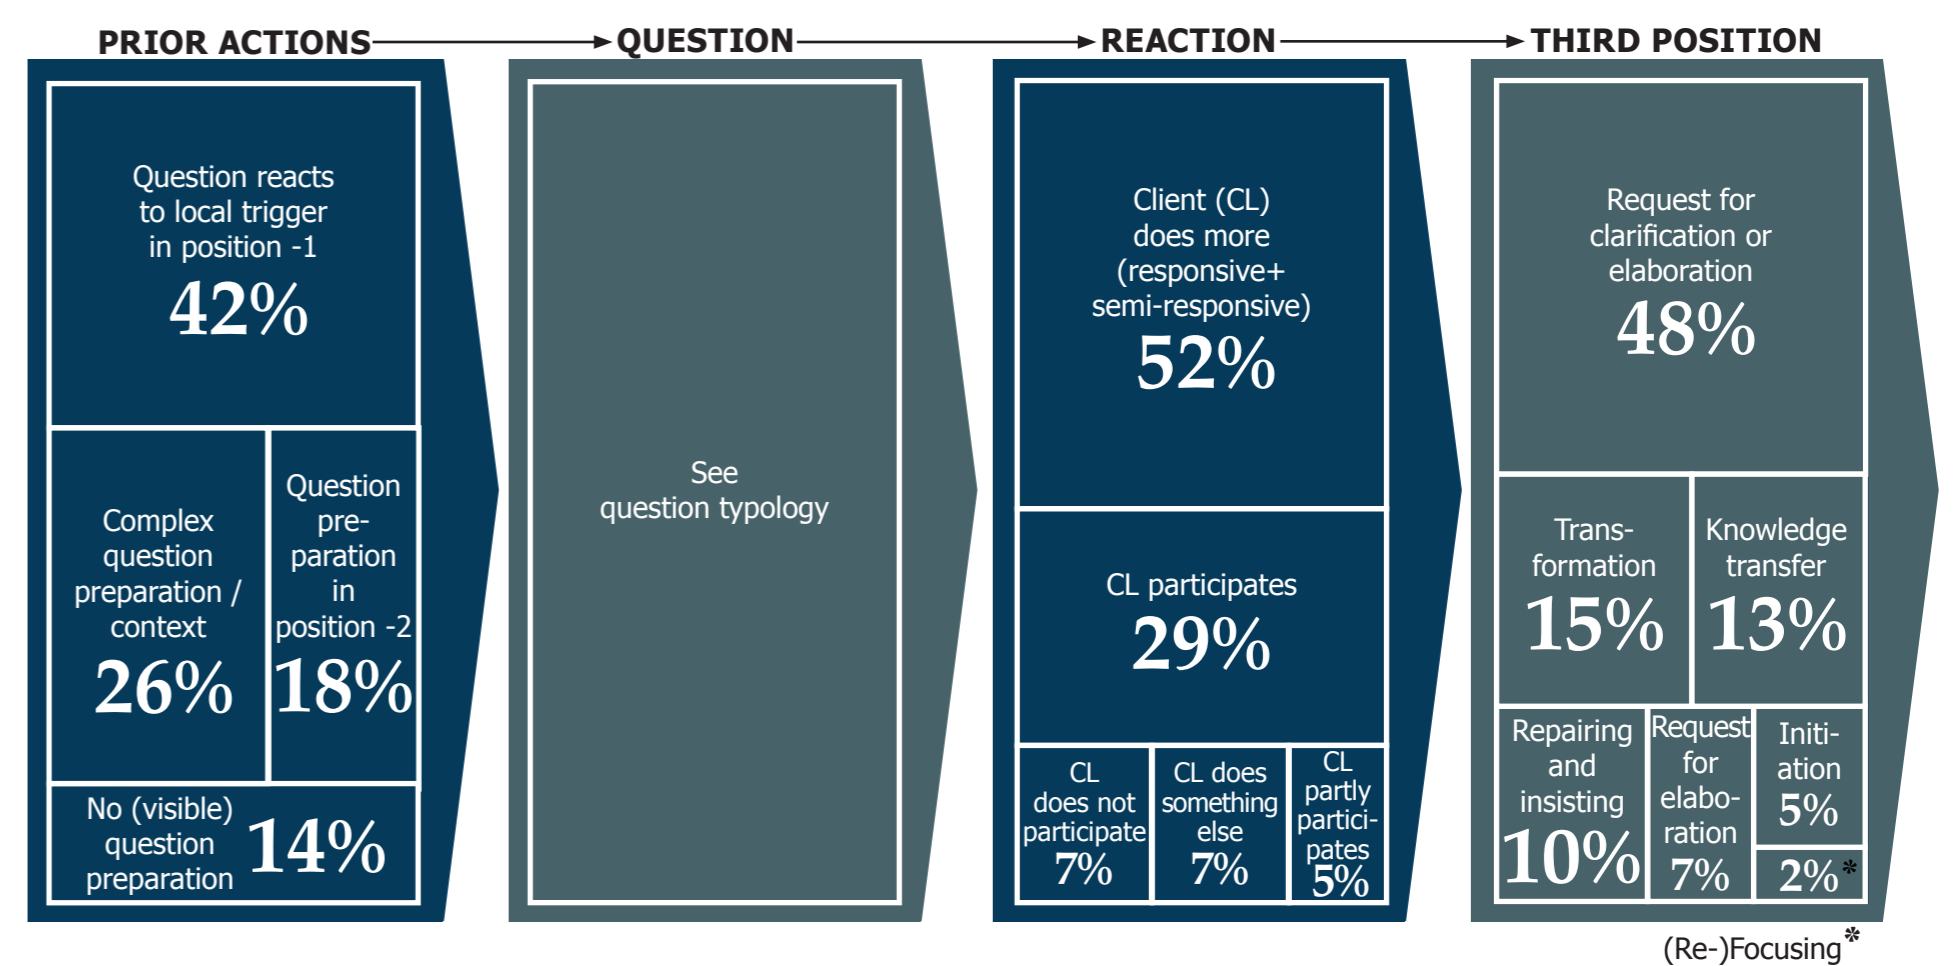 PRIOR ACTIONS
QUESTION
REACTION
THIRD POSITION
Question reacts
to local trigger
in position -1
42%
Complex
question
preparation /
context
26%
Question
pre-
paration
in
position -2
18%
No (visible)
question
preparation
14%
See
question typology
Client (CL)
does more
(responsive+
semi-responsive)
52%
CL participates
29%
CL
does not
participate
7%
CL does
something
else
7%
CL
partly
partici-
pates
5%
Request for
clarification or
elaboration
48%
Trans-
formation
15%
Knowledge
transfer
13%
Repairing
and
insisting
10%
Request
for
elabo-
ration
7%
Initi-
ation
5%
2%*
(Re-)Focusing*